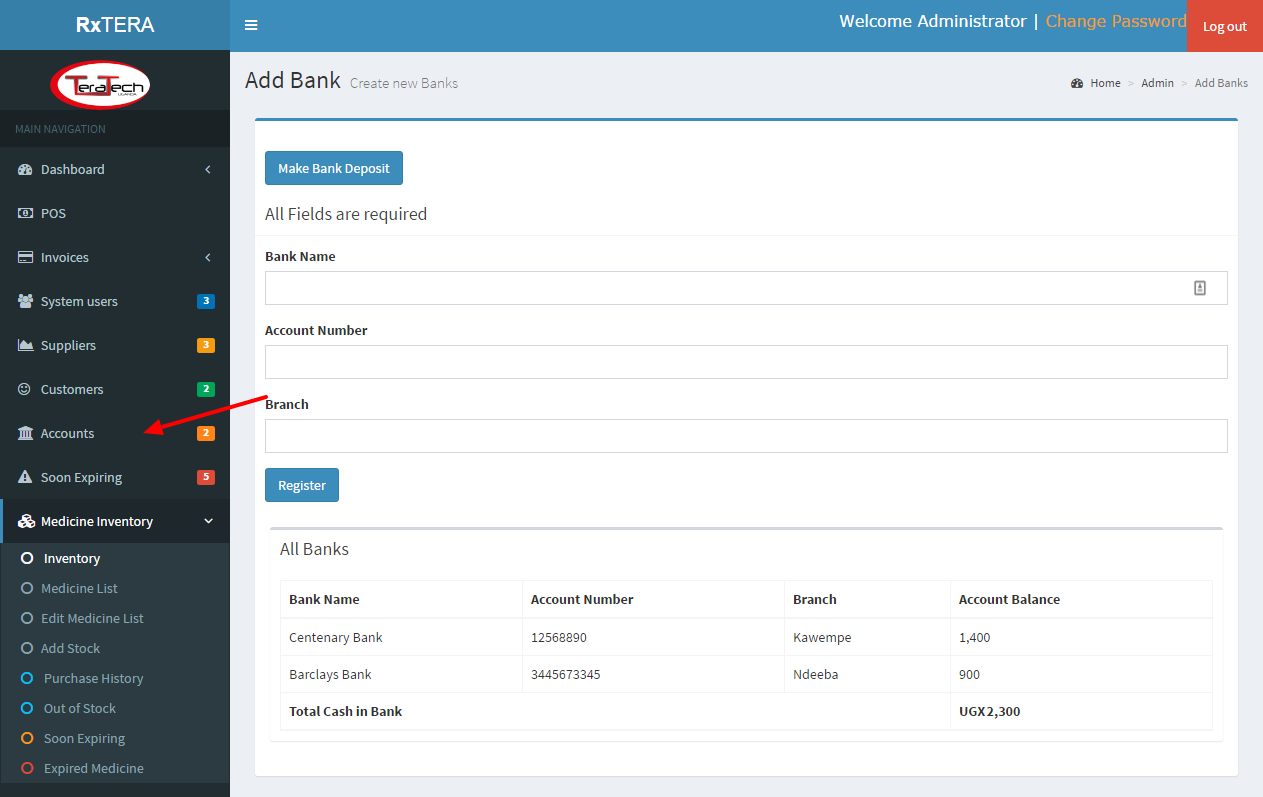 RxTERA
Welcome Administrator | Change Password
Log out
TeraTech
UGANDA
MAIN NAVIGATION
Dashboard
POS
Invoices
System users 3
Suppliers 3
Customers 2
Accounts 2
Soon Expiring 5
Medicine Inventory
Inventory
Medicine List
Edit Medicine List
Add Stock
Purchase History
Out of Stock
Soon Expiring
Expired Medicine
Add Bank Create new Banks
Home > Admin > Add Banks
Make Bank Deposit
All Fields are required
Bank Name
Account Number
Branch
Register
All Banks
Bank Name Account Number Branch Account Balance
Centenary Bank 12568890 Kawempe 1,400
Barclays Bank 3445673345 Ndeeba 900
Total Cash in Bank UGX2,300